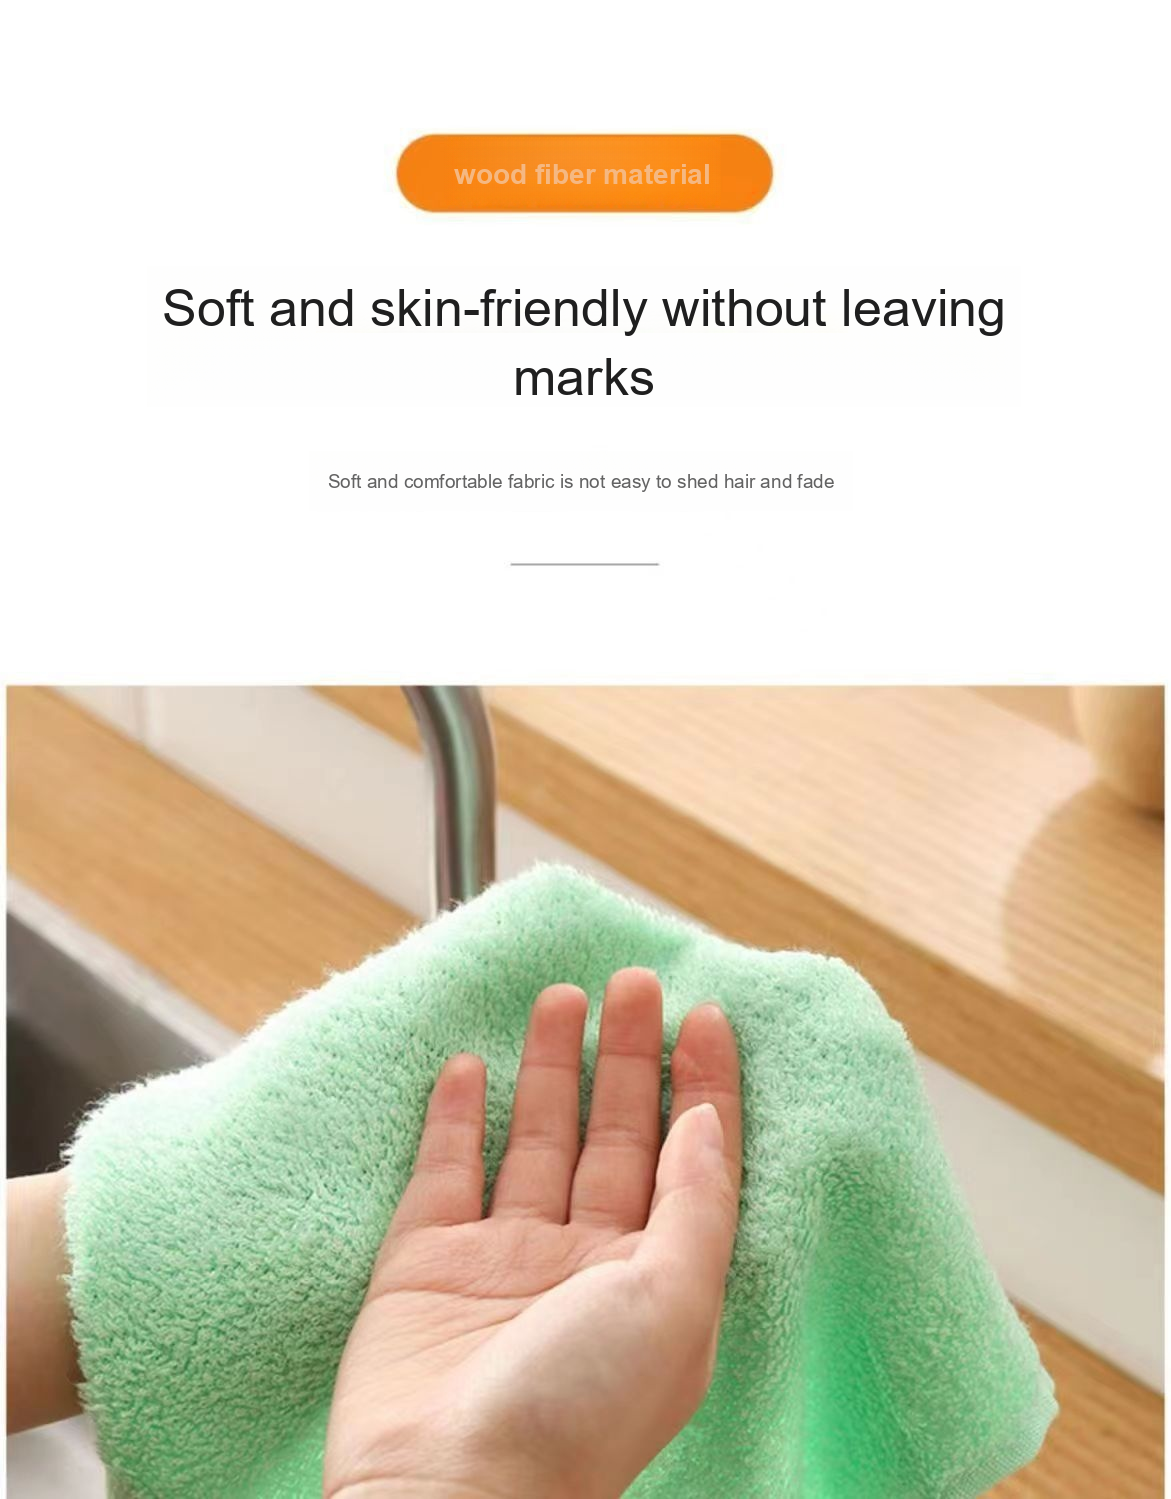 wood fiber material
Soft and skin-friendly without leaving
marks
Soft and comfortable fabric is not easy to shed hair and fade